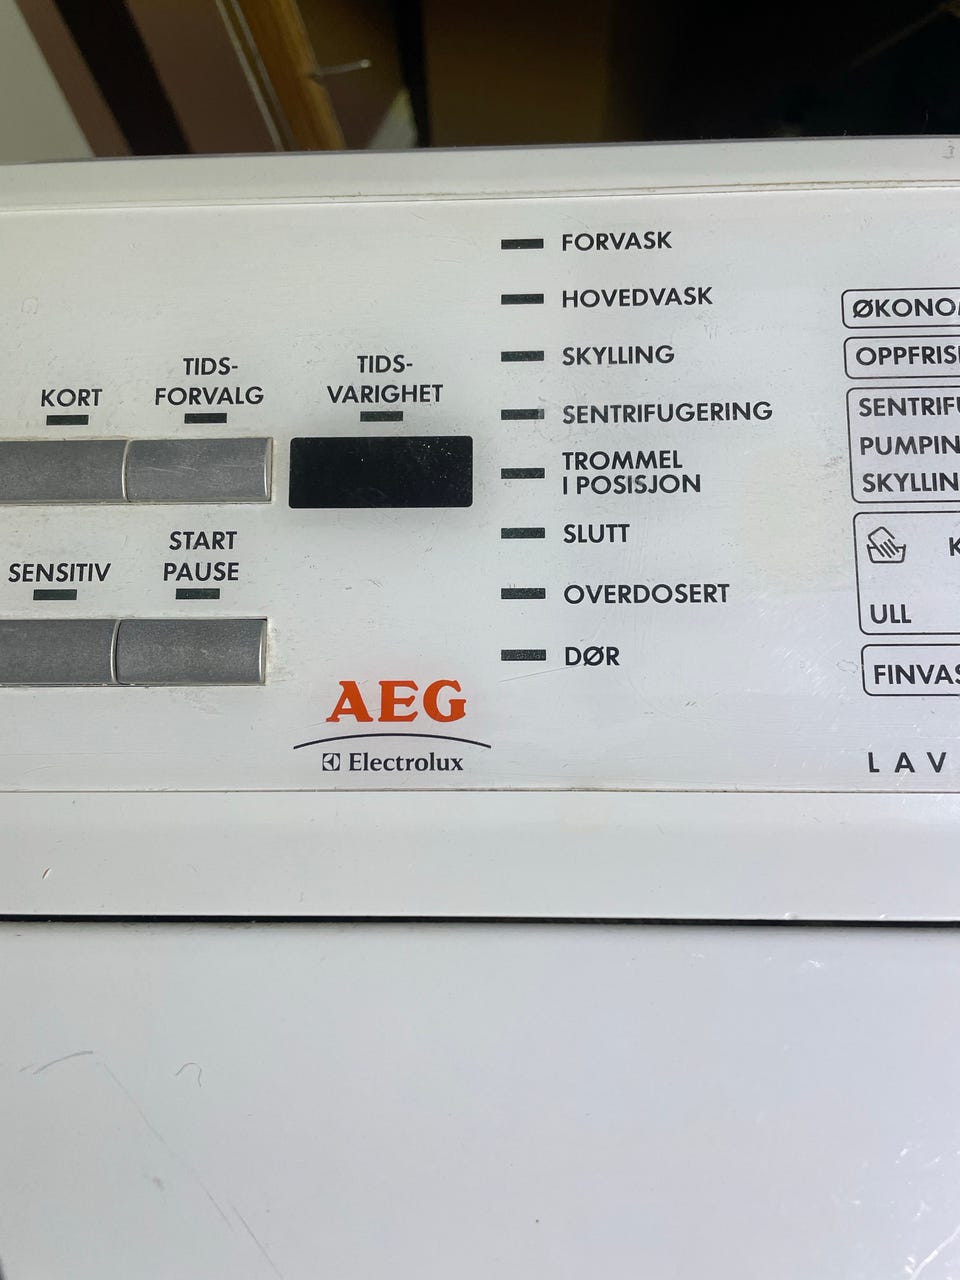 KORT
TIDS-
FORVALG
TIDS-
VARIGHET
SENSITIV
START
PAUSE
AEG
Electrolux
FORVASK
HOVEDVASK
SKYLLING
SENTRIFUGERING
TROMMEL
I POSISJON
SLUTT
OVERDOSERT
DØR
ØKONO
OPPFRIS
SENTRIF
PUMPIN
SKYLLIN
K
ULL
FINVAS
LAV